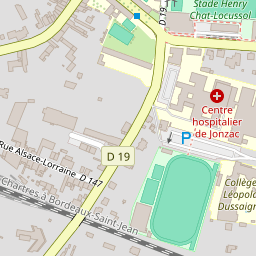 Stade Henry
Chat-Locussol
D 19
Centre
hospitalier
de Jonzac
P
D 19
Rue Alsace-Lorraine D 147
Chartres à Bordeaux-Saint-Jean
Collège
Léopold
Dussaign